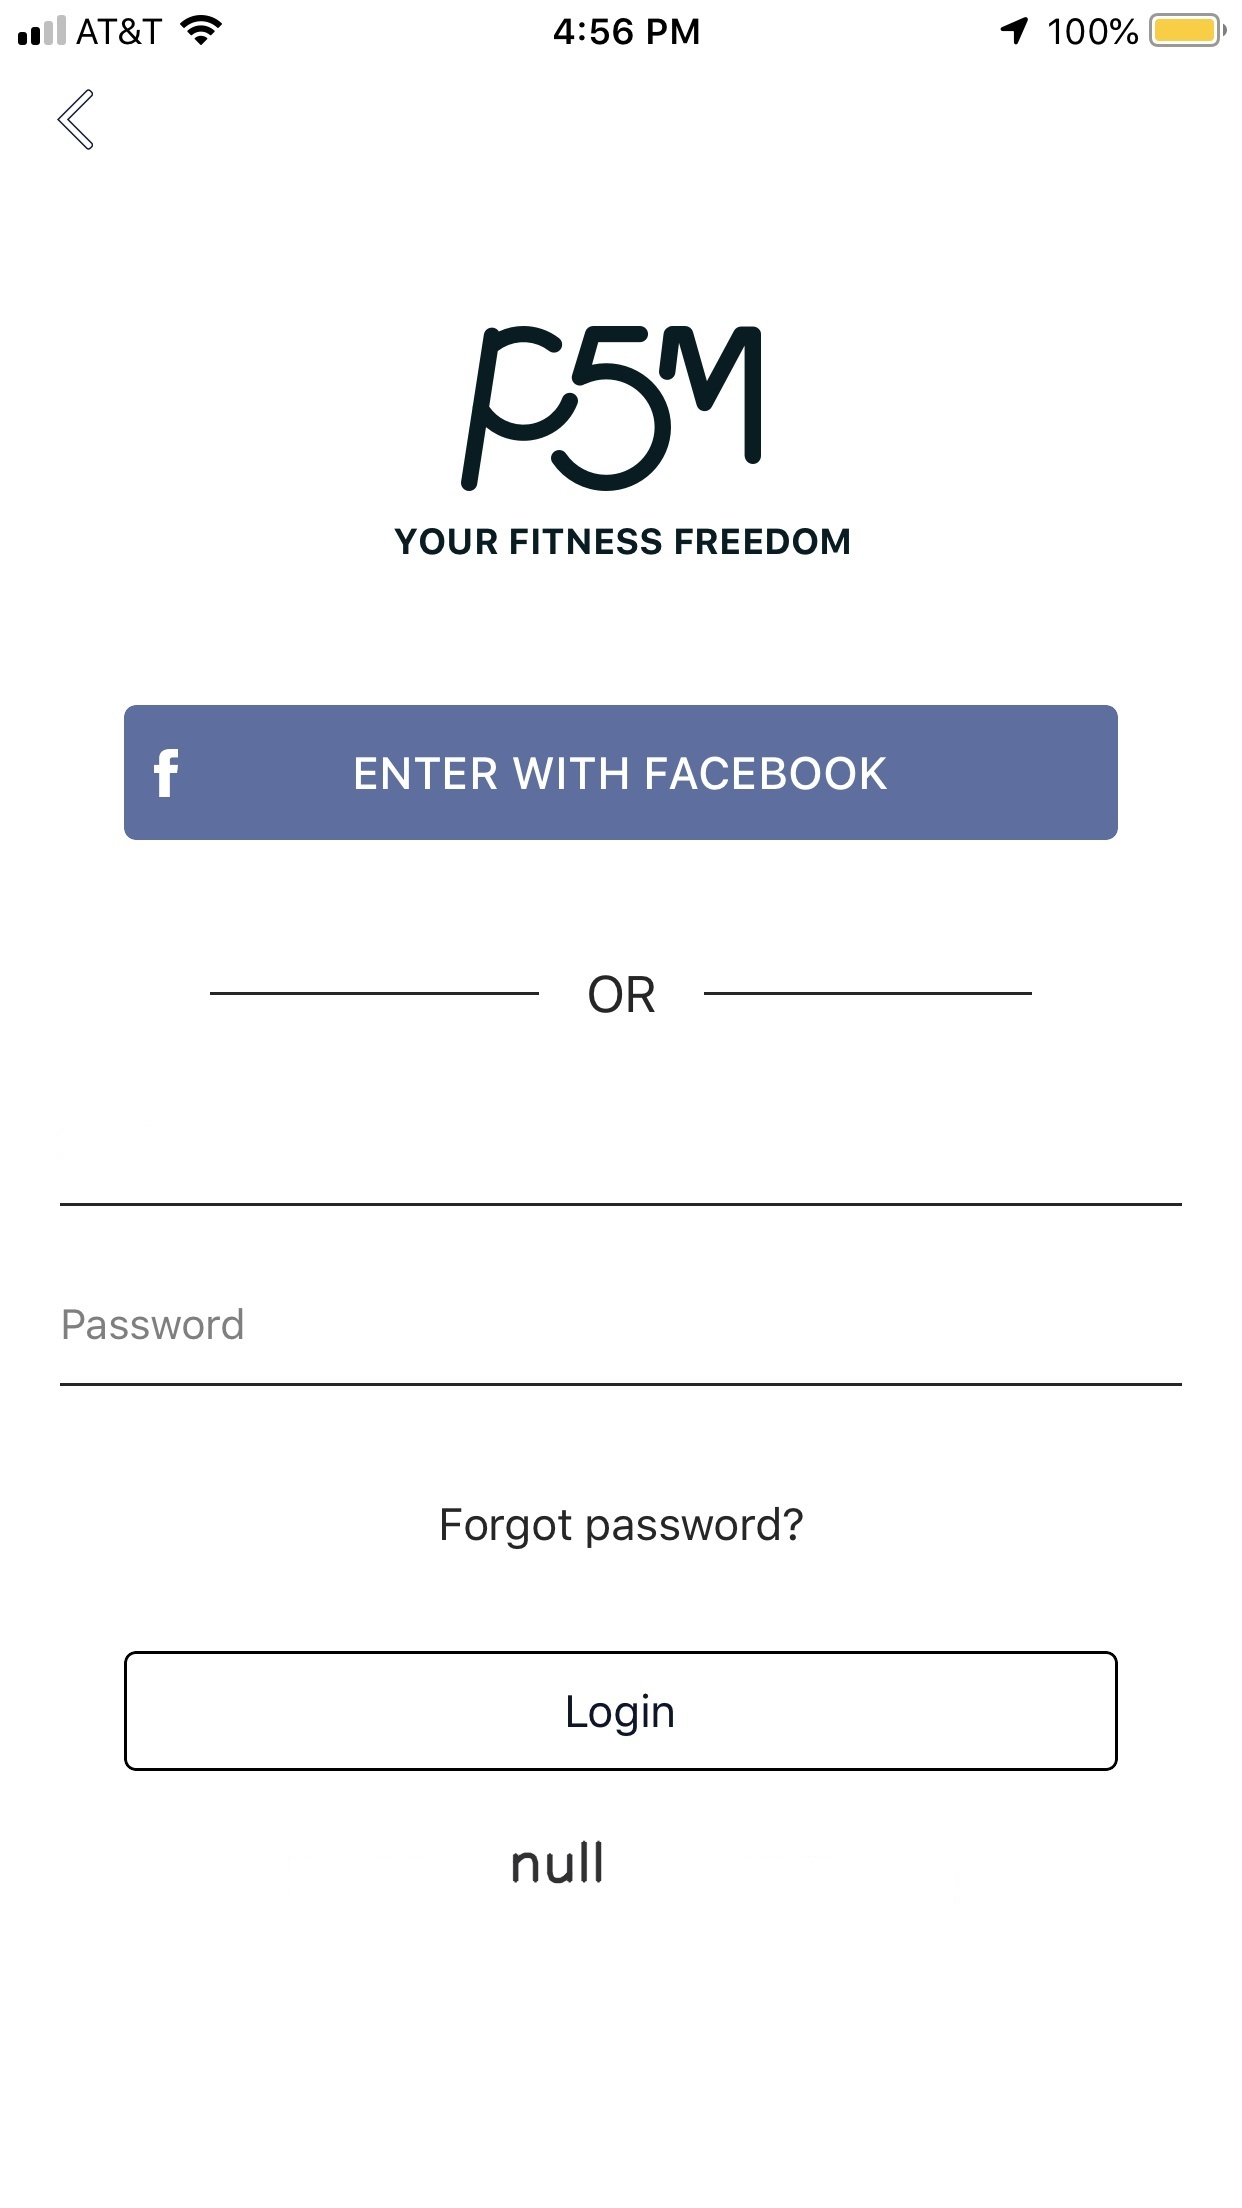 AT&T 4:56 PM 100%
P5M
YOUR FITNESS FREEDOM
f ENTER WITH FACEBOOK
OR
Password
Forgot password?
Login
null